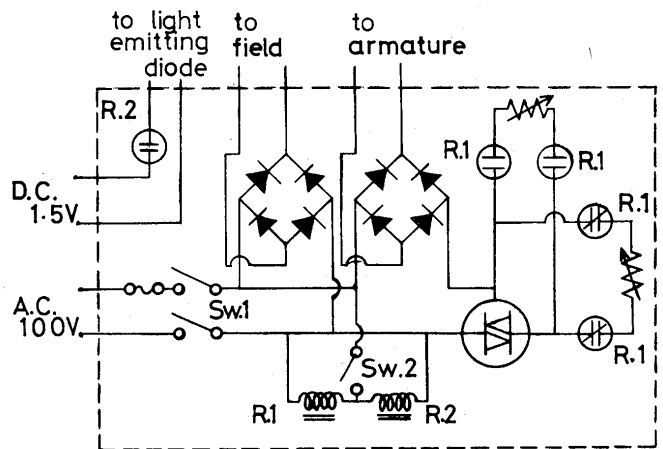 to light
emitting
diode
to
field
to
armature
R.2
R.1
R.1
R.1
D.C.
1.5V
A.C.
100V
Sw.1
Sw.2
R.1
R.2
R.1